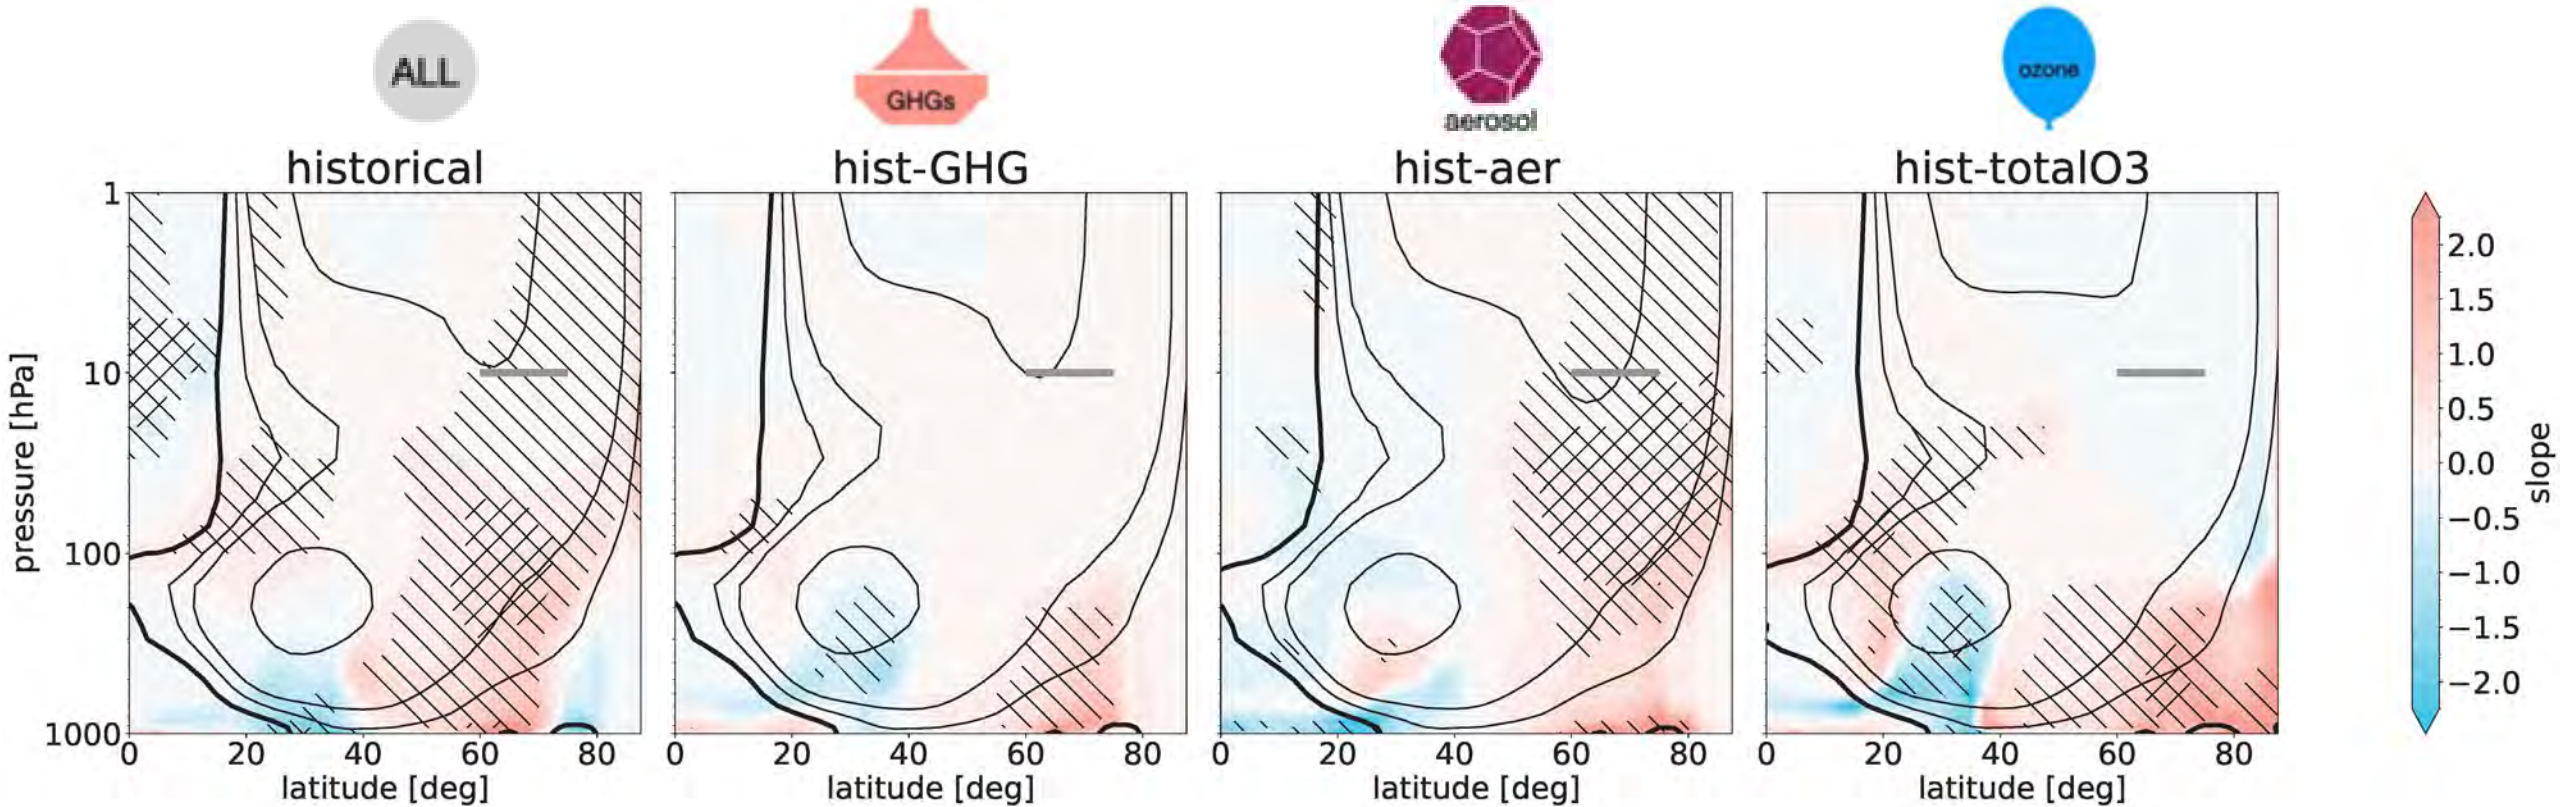 ALL
GHGs
aerosol
ozone
historical
hist-GHG
hist-aer
hist-totalO3
pressure [hPa]
1
10
100
1000
0 20 40 60 80
latitude [deg]
0 20 40 60 80
latitude [deg]
0 20 40 60 80
latitude [deg]
0 20 40 60 80
latitude [deg]
2.0
1.5
1.0
0.5
0.0
−0.5
−1.0
−1.5
−2.0
slope